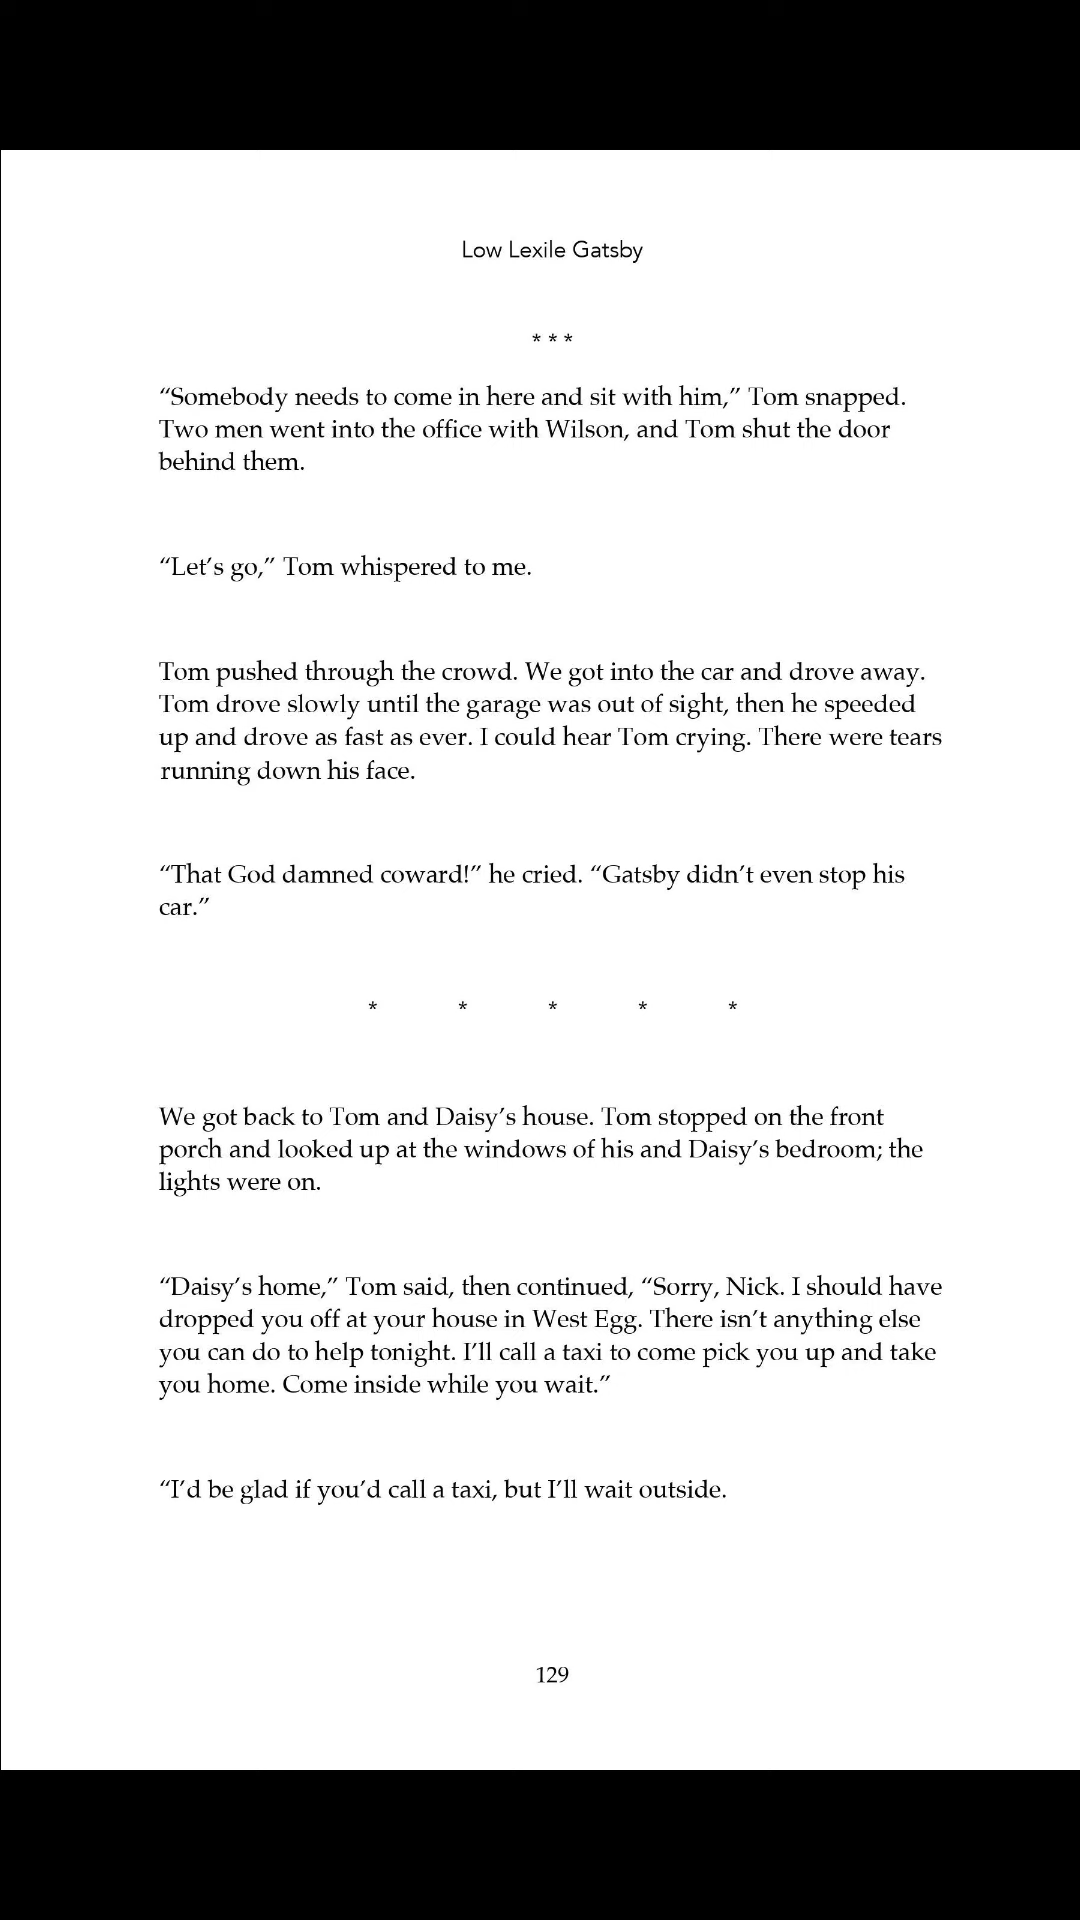 Low Lexile Gatsby
* * *
“Somebody needs to come in here and sit with him,” Tom snapped.
Two men went into the office with Wilson, and Tom shut the door
behind them.
“Let’s go,” Tom whispered to me.
Tom pushed through the crowd. We got into the car and drove away.
Tom drove slowly until the garage was out of sight, then he speeded
up and drove as fast as ever. I could hear Tom crying. There were tears
running down his face.
“That God damned coward!” he cried. “Gatsby didn’t even stop his
car.”
* * * * *
We got back to Tom and Daisy’s house. Tom stopped on the front
porch and looked up at the windows of his and Daisy’s bedroom; the
lights were on.
“Daisy’s home,” Tom said, then continued, “Sorry, Nick. I should have
dropped you off at your house in West Egg. There isn’t anything else
you can do to help tonight. I’ll call a taxi to come pick you up and take
you home. Come inside while you wait.”
“I’d be glad if you’d call a taxi, but I’ll wait outside.
129